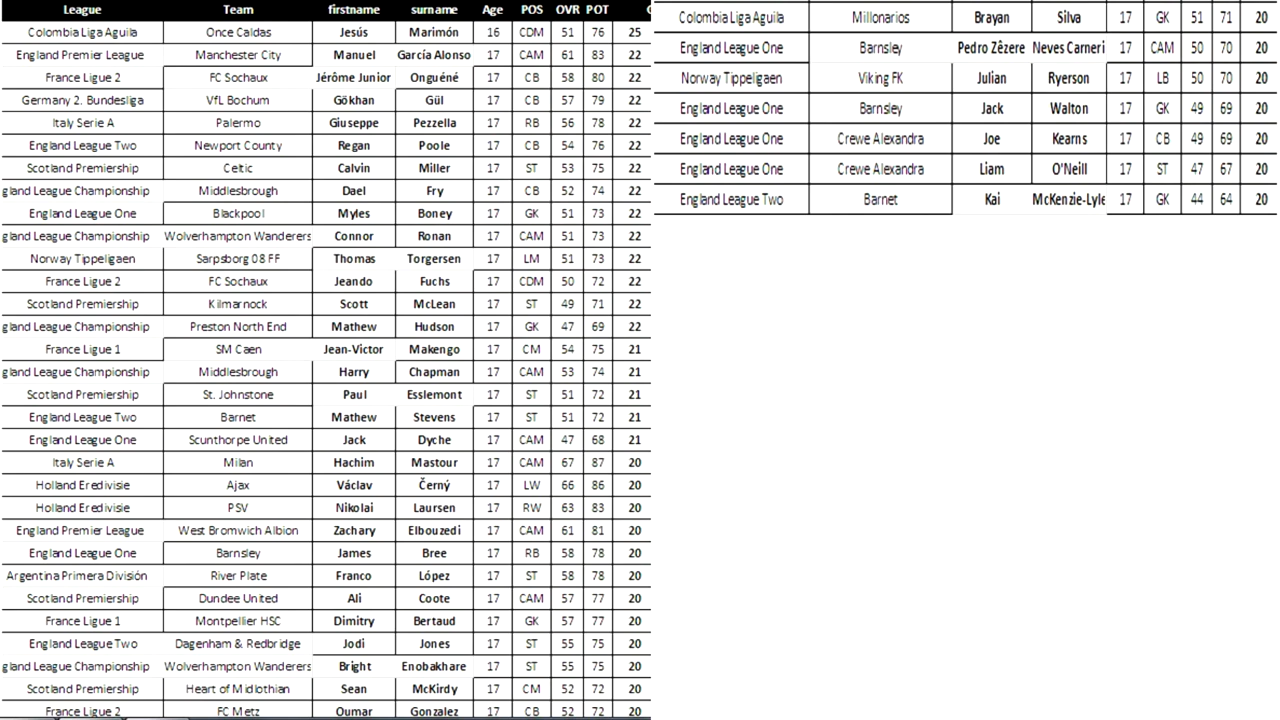 League Team firstname surname Age POS OVR POT
Colombia Liga Aguila Once Caldas Jesús Marimón 16 CDM 51 76 25
England Premier League Manchester City Manuel García Alonso 17 CAM 61 83 22
France Ligue 2 FC Sochaux Jérôme Junior Onguéné 17 CB 58 80 22
Germany 2. Bundesliga VfL Bochum Gökhan Gül 17 CB 57 79 22
Italy Serie A Palermo Giuseppe Pezzella 17 RB 56 78 22
England League Two Newport County Regan Poole 17 CB 54 76 22
Scotland Premiership Celtic Calvin Miller 17 ST 53 75 22
gland League Championship Middlesbrough Dael Fry 17 CB 52 74 22
England League One Blackpool Myles Boney 17 GK 51 73 22
gland League Championship Wolverhampton Wanderers Connor Ronan 17 CAM 51 73 22
Norway Tippeligaen Sarpsborg 08 FF Thomas Torgersen 17 LM 51 73 22
France Ligue 2 FC Sochaux Jeando Fuchs 17 CDM 50 72 22
Scotland Premiership Kilmarnock Scott McLean 17 ST 49 71 22
gland League Championship Preston North End Mathew Hudson 17 GK 47 69 22
France Ligue 1 SM Caen Jean-Victor Makengo 17 CM 54 75 21
gland League Championship Middlesbrough Harry Chapman 17 CAM 53 74 21
Scotland Premiership St. Johnstone Paul Esslemont 17 ST 51 72 21
England League Two Barnet Mathew Stevens 17 ST 51 72 21
England League One Scunthorpe United Jack Dyche 17 CAM 47 68 21
Italy Serie A Milan Hachim Mastour 17 CAM 67 87 20
Holland Eredivisie Ajax Václav Černý 17 LW 66 86 20
Holland Eredivisie PSV Nikolai Laursen 17 RW 63 83 20
England Premier League West Bromwich Albion Zachary Elbouzedi 17 CAM 61 81 20
England League One Barnsley James Bree 17 RB 58 78 20
Argentina Primera División River Plate Franco López 17 ST 58 78 20
Scotland Premiership Dundee United Ali Coote 17 CAM 57 77 20
France Ligue 1 Montpellier HSC Dimitry Bertaud 17 GK 57 77 20
England League Two Dagenham & Redbridge Jodi Jones 17 ST 55 75 20
gland League Championship Wolverhampton Wanderers Bright Enobakhare 17 ST 55 75 20
Scotland Premiership Heart of Midlothian Sean McKirdy 17 CM 52 72 20
France Ligue 2 FC Metz Oumar Gonzalez 17 CB 52 72 20
Colombia Liga Aguila Millonarios Brayan Silva 17 GK 51 71 20
England League One Barnsley Pedro Zêzere Neves Carneri 17 CAM 50 70 20
Norway Tippeligaen Viking FK Julian Ryerson 17 LB 50 70 20
England League One Barnsley Jack Walton 17 GK 49 69 20
England League One Crewe Alexandra Joe Kearns 17 CB 49 69 20
England League One Crewe Alexandra Liam O'Neill 17 ST 47 67 20
England League Two Barnet Kai McKenzie-Lyle 17 GK 44 64 20